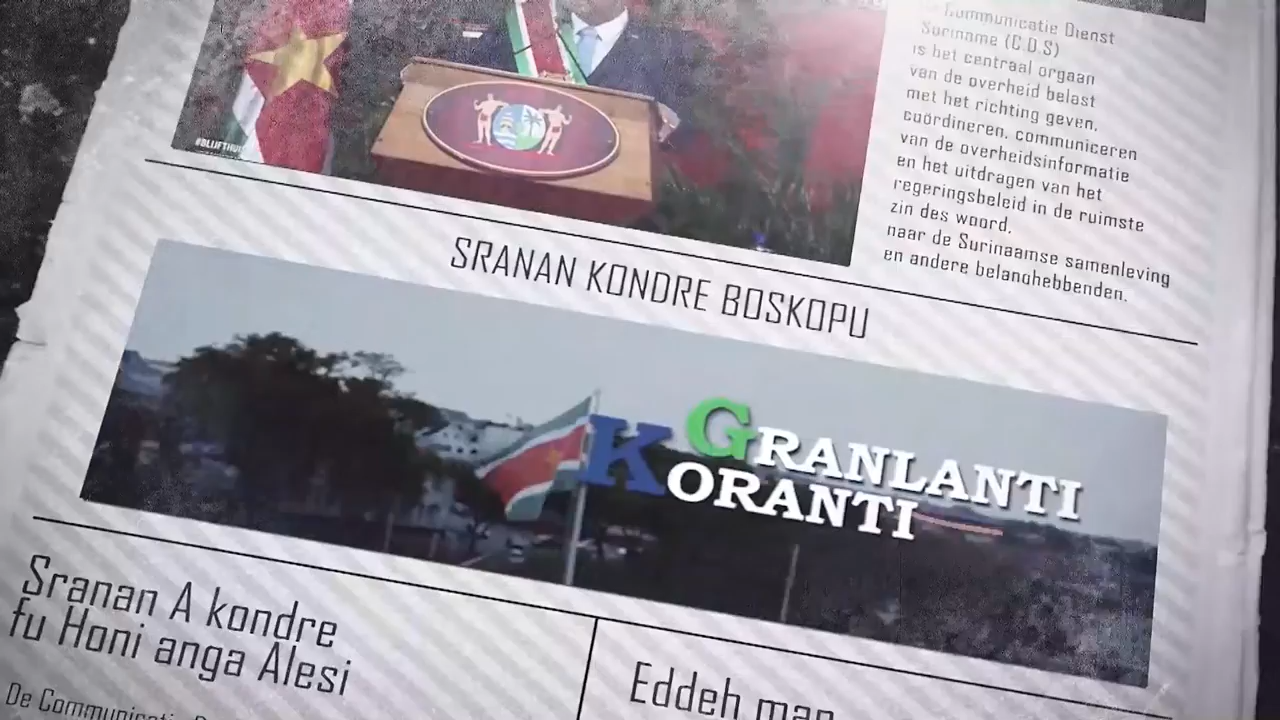 Communicatie Dienst
Suriname (C.D.S)
is het centraal orgaan
van de overheid belast
met het richting geven,
cuördineren, communiceren
van de overheidsinformatie
en het uitdragen van het
regeringsbeleid in de ruimste
zin des woord,
naar de Surinaamse samenleving
en andere belanghebbenden.
SRANAN KONDRE BOSKOPU
GRANLANTI
KORANTI
Sranan A kondre
fu Honi anga Alesi
De
Eddeh man